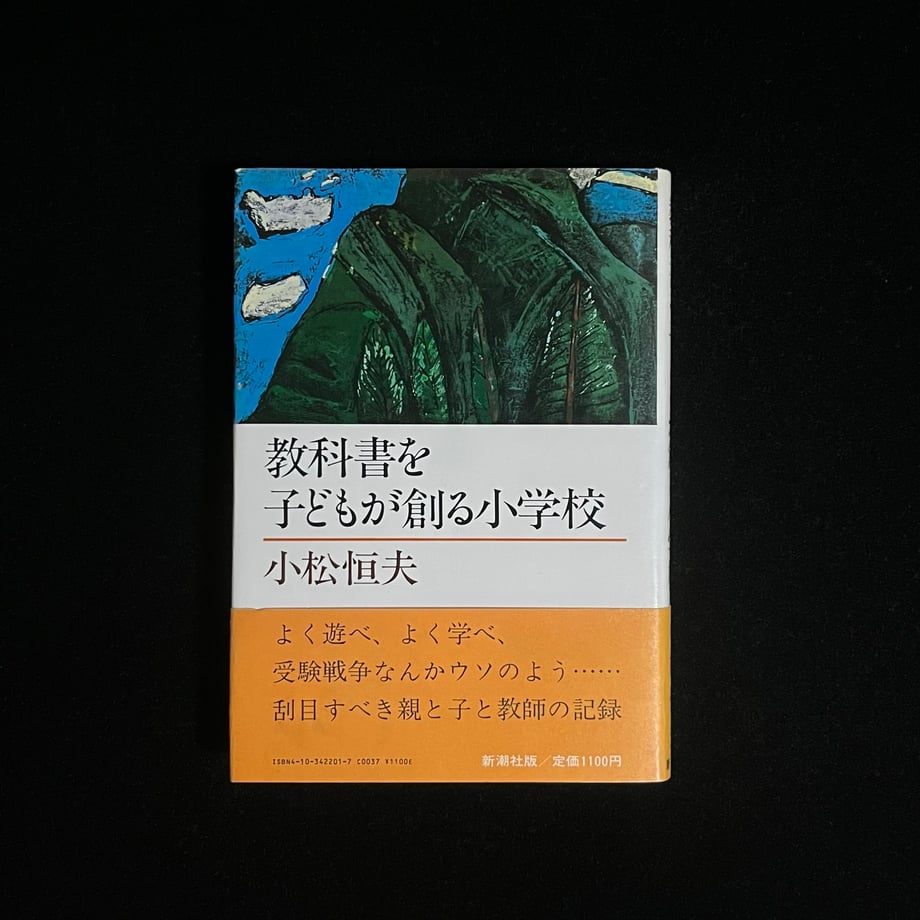 教科書を
子どもが創る小学校
小松恒夫
よく遊べ、よく学べ、
受験戦争なんかウソのよう……
刮目すべき親と子と教師の記録
ISBN4-10-342201-7 C0037 ¥1100E
新潮社版／定価1100円